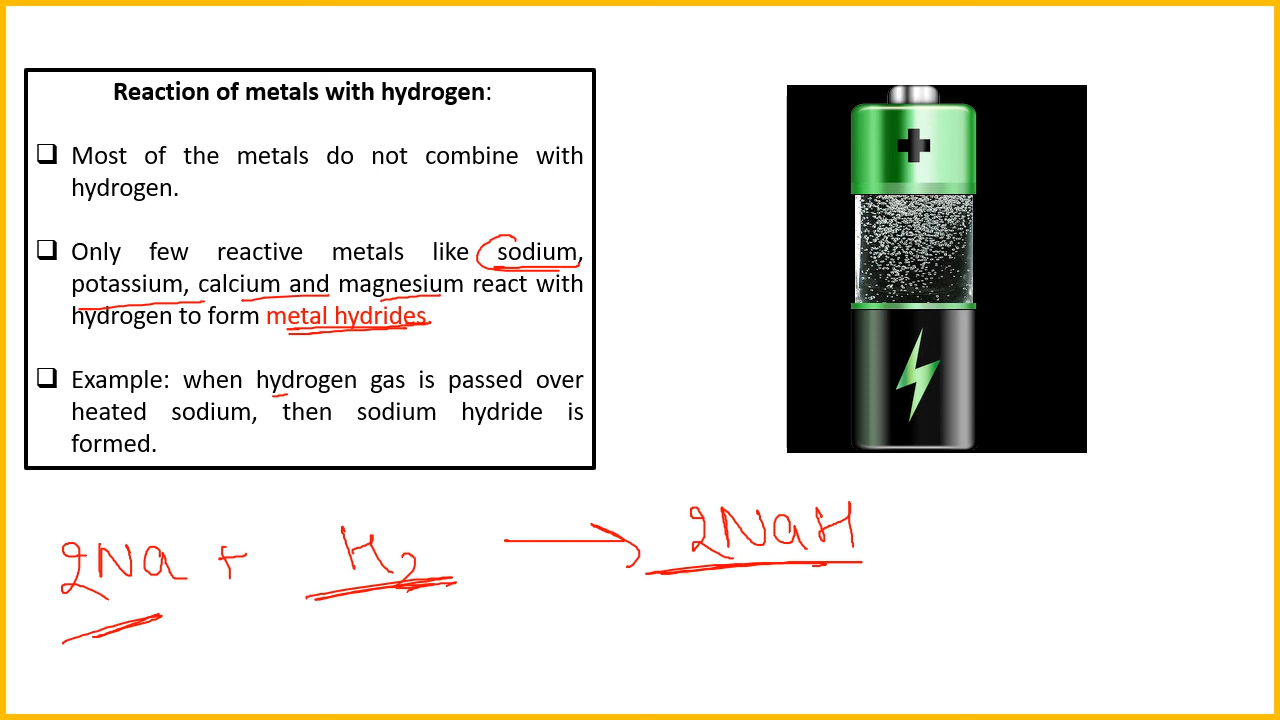 Reaction of metals with hydrogen:
❑ Most of the metals do not combine with
hydrogen.
❑ Only few reactive metals like sodium,
potassium, calcium and magnesium react with
hydrogen to form metal hydrides.
❑ Example: when hydrogen gas is passed over
heated sodium, then sodium hydride is
formed.
2Na + H₂ → 2NaH